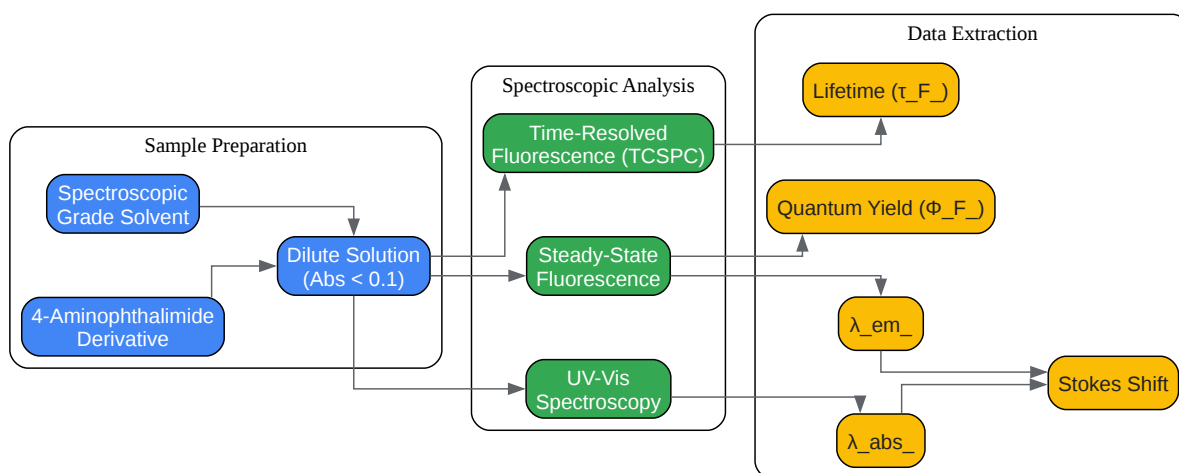 Sample Preparation
Spectroscopic
Grade Solvent
4-Aminophthalimide
Derivative
Dilute Solution
(Abs < 0.1)
Spectroscopic Analysis
Time-Resolved
Fluorescence (TCSPC)
Steady-State
Fluorescence
UV-Vis
Spectroscopy
Data Extraction
Lifetime (τ_F_)
Quantum Yield (Φ_F_)
λ_em_
λ_abs_
Stokes Shift